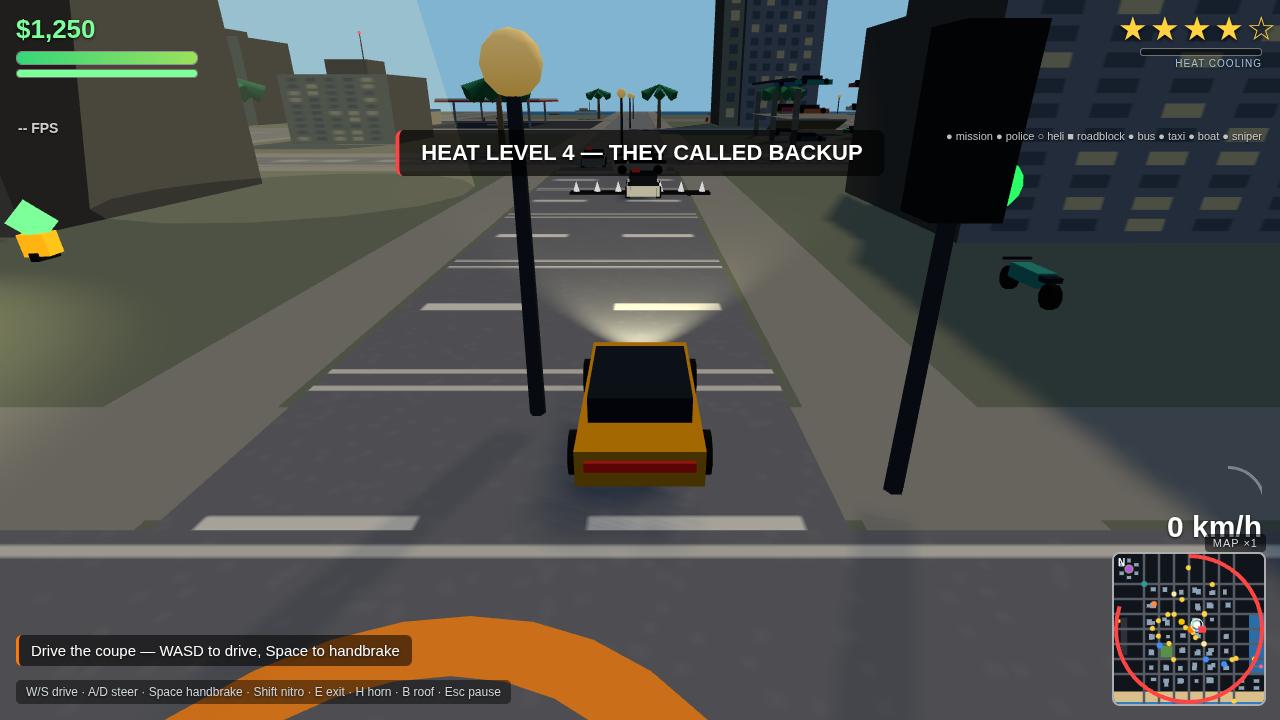 $1,250
★ ★ ★ ★ ☆
HEAT COOLING
-- FPS
● mission ● police ○ heli ■ roadblock ● bus ● taxi ● boat ● sniper
HEAT LEVEL 4 — THEY CALLED BACKUP
0 km/h
MAP ×1
N
Drive the coupe — WASD to drive, Space to handbrake
W/S drive · A/D steer · Space handbrake · Shift nitro · E exit · H horn · B roof · Esc pause